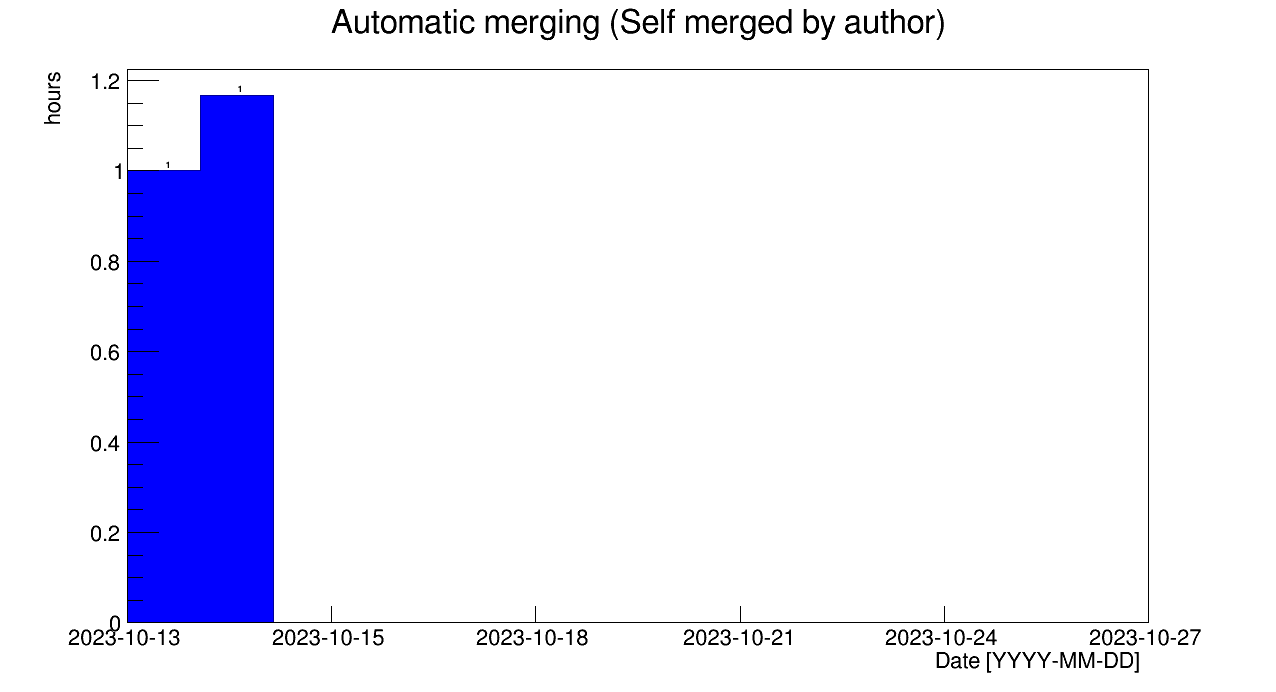 Automatic merging (Self merged by author)
hours
1.2
1
0.8
0.6
0.4
0.2
0
1
1
2023-10-13 2023-10-15 2023-10-18 2023-10-21 2023-10-24 2023-10-27
Date [YYYY-MM-DD]